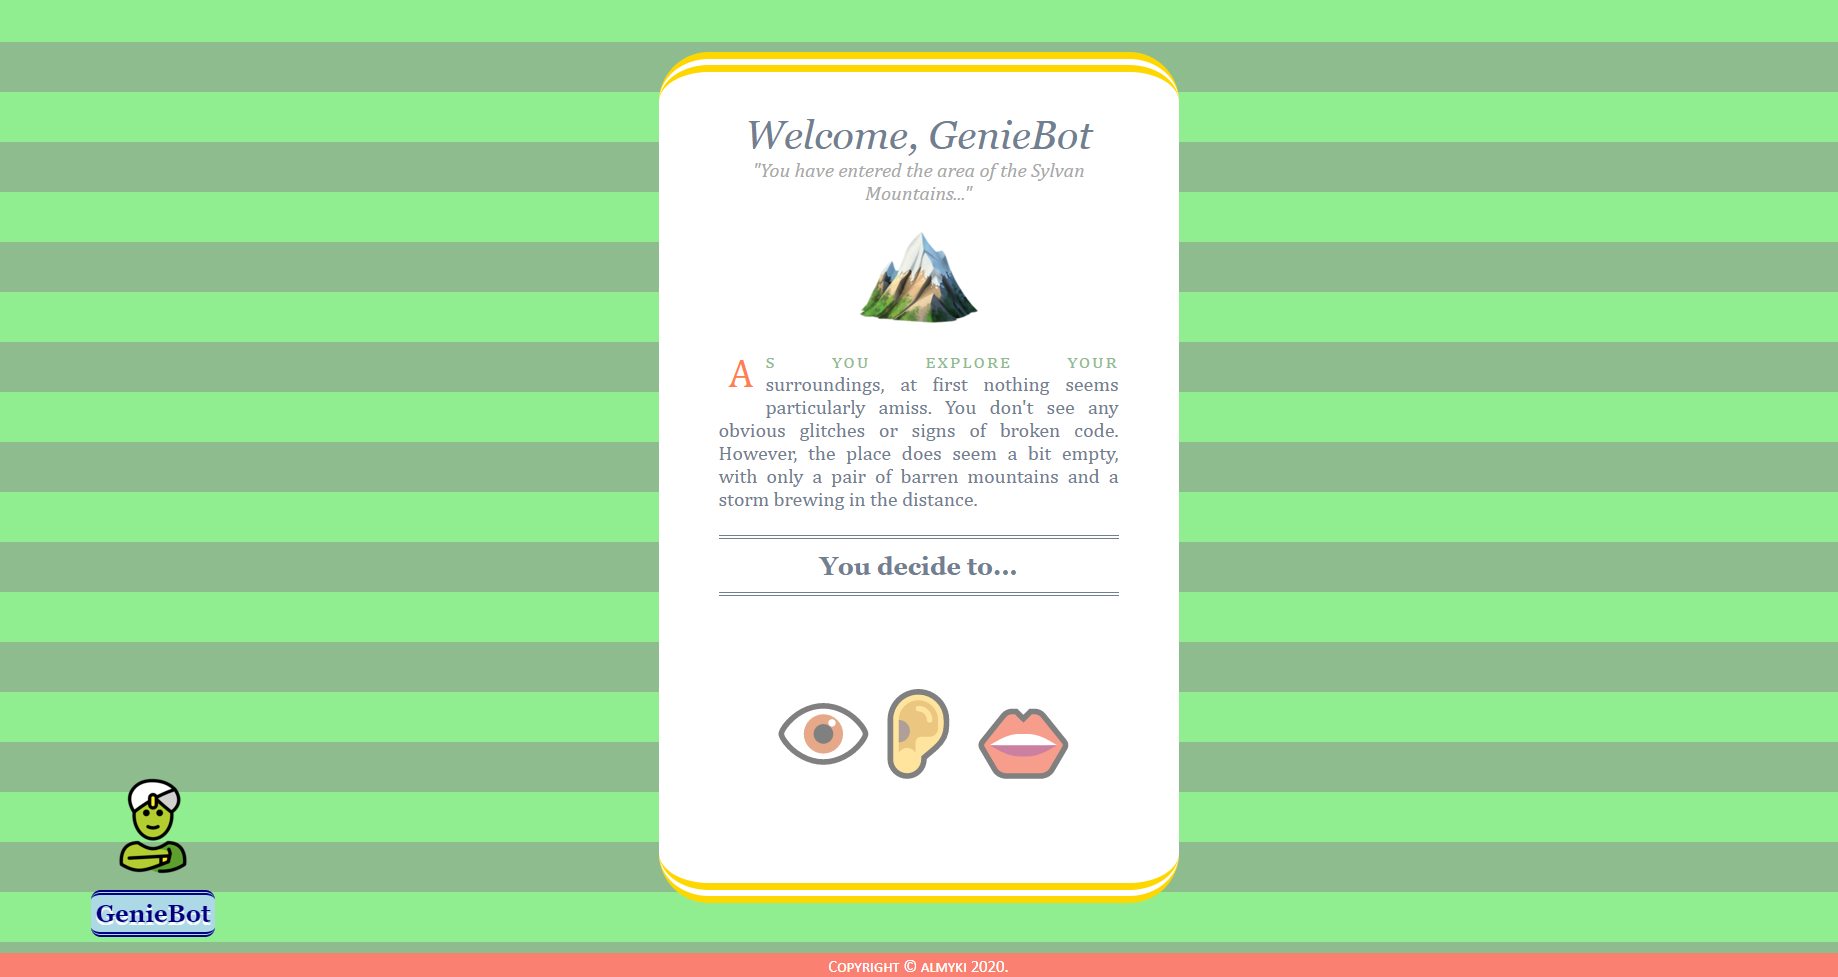 Welcome, GenieBot
"You have entered the area of the Sylvan
Mountains..."
AS YOU EXPLORE YOUR
surroundings, at first nothing seems
particularly amiss. You don't see any
obvious glitches or signs of broken code.
However, the place does seem a bit empty,
with only a pair of barren mountains and a
storm brewing in the distance.
You decide to...
GenieBot
Copyright © almyki 2020.